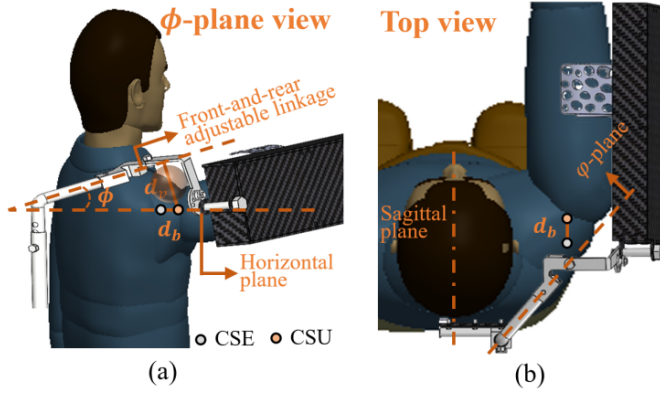 ϕ-plane view
Front-and-rear
adjustable linkage
ϕ
d_b
Horizontal
plane
CSE
CSU
(a)
Top view
φ-plane
Sagittal
plane
d_b
(b)